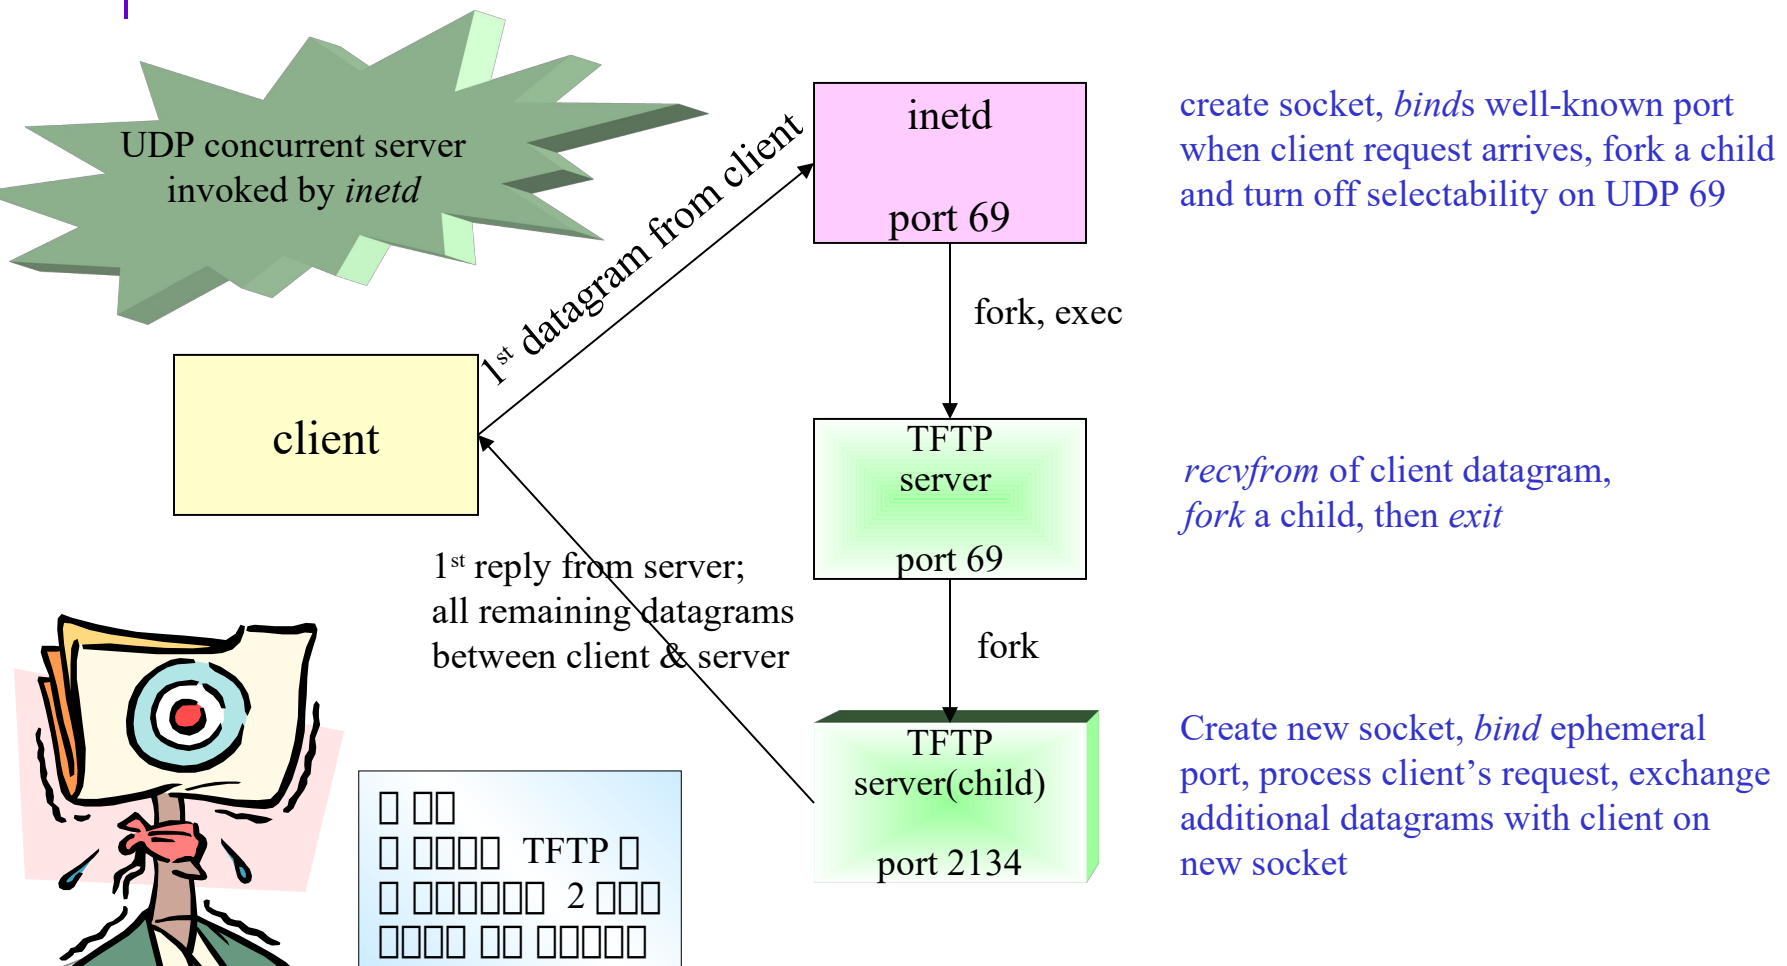 UDP concurrent server
invoked by inetd
1st datagram from client
inetd
port 69
create socket, binds well-known port
when client request arrives, fork a child
and turn off selectability on UDP 69
fork, exec
client
TFTP
server
port 69
recvfrom of client datagram,
fork a child, then exit
1st reply from server;
all remaining datagrams
between client & server
fork
TFTP
server(child)
port 2134
Create new socket, bind ephemeral
port, process client’s request, exchange
additional datagrams with client on
new socket
TFTP
2